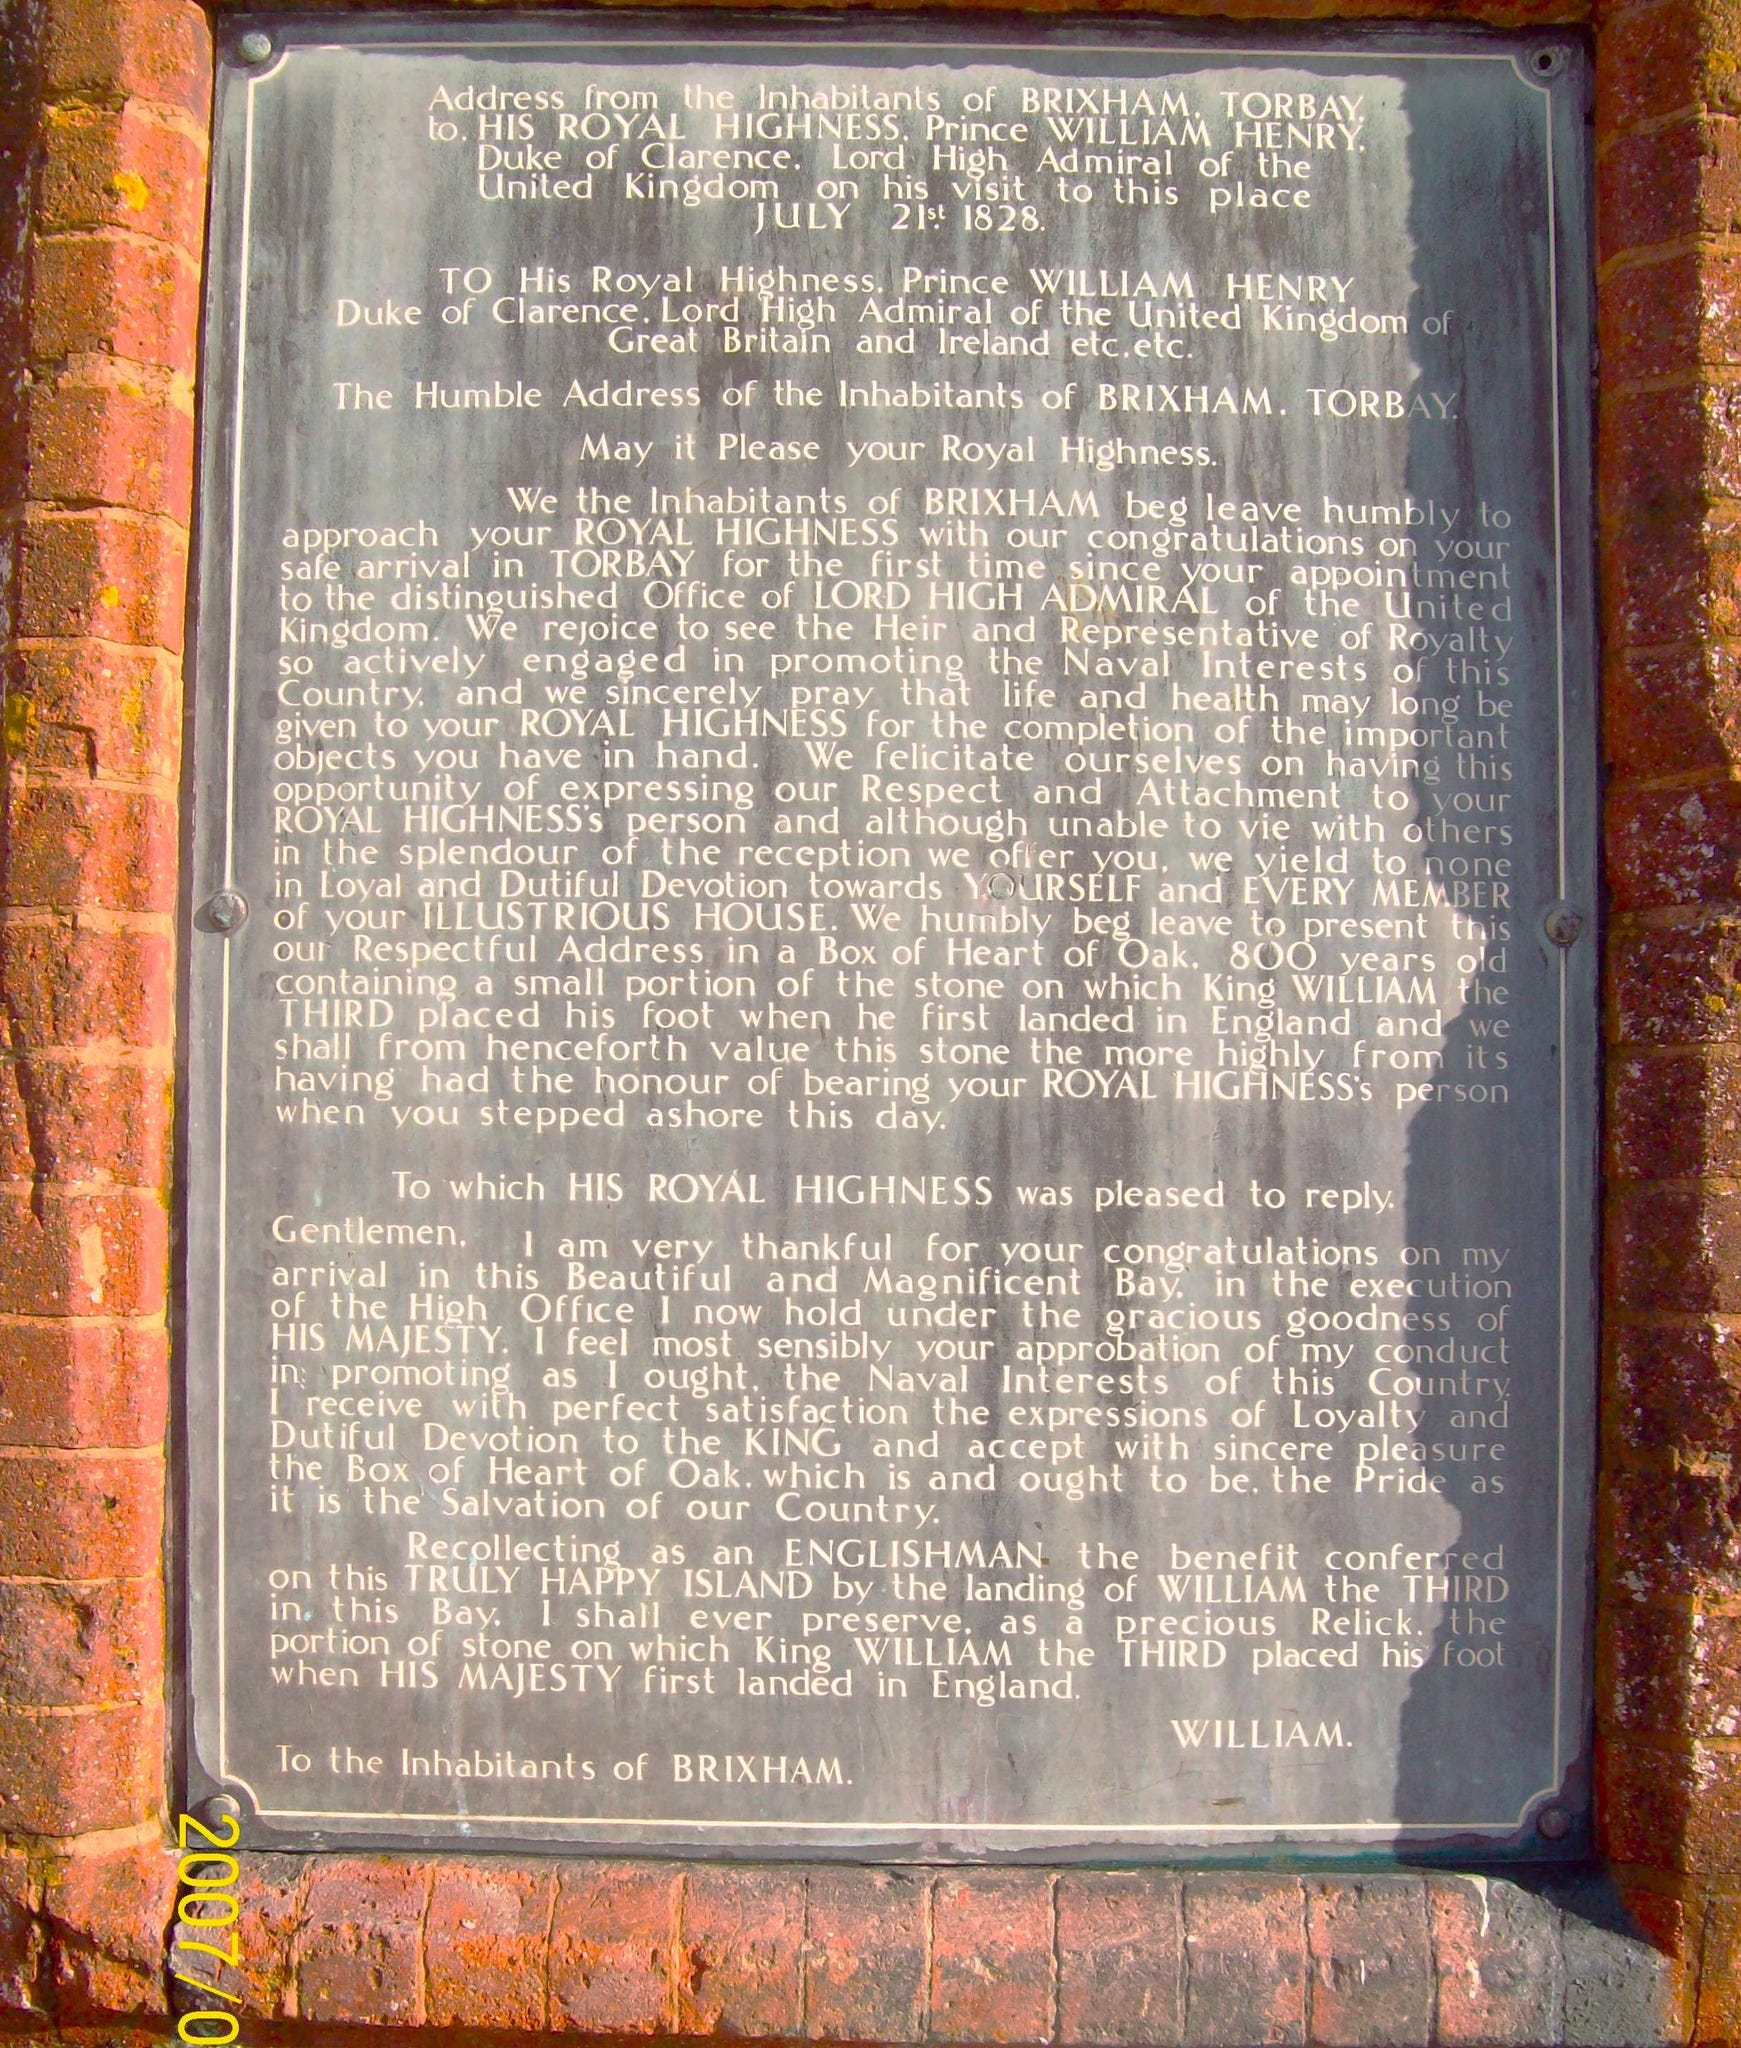 Address from the Inhabitants of BRIXHAM, TORBAY,
to, HIS ROYAL HIGHNESS, Prince WILLIAM HENRY,
Duke of Clarence, Lord High Admiral of the
United Kingdom on his visit to this place
JULY 21st 1828.
TO His Royal Highness, Prince WILLIAM HENRY
Duke of Clarence, Lord High Admiral of the United Kingdom of
Great Britain and Ireland etc,etc.
The Humble Address of the Inhabitants of BRIXHAM, TORBAY.
May it Please your Royal Highness.
We the Inhabitants of BRIXHAM beg leave humbly to
approach your ROYAL HIGHNESS with our congratulations on your
safe arrival in TORBAY for the first time since your appointment
to the distinguished Office of LORD HIGH ADMIRAL of the United
Kingdom. We rejoice to see the Heir and Representative of Royalty
so actively engaged in promoting the Naval Interests of this
Country, and we sincerely pray that life and health may long be
given to your ROYAL HIGHNESS for the completion of the important
objects you have in hand. We felicitate ourselves on having this
opportunity of expressing our Respect and Attachment to your
ROYAL HIGHNESS's person and although unable to vie with others
in the splendour of the reception we offer you, we yield to none
in Loyal and Dutiful Devotion towards YOURSELF and EVERY MEMBER
of your ILLUSTRIOUS HOUSE. We humbly beg leave to present this
our Respectful Address in a Box of Heart of Oak, 800 years old
containing a small portion of the stone on which King WILLIAM the
THIRD placed his foot when he first landed in England and we
shall from henceforth value this stone the more highly from its
having had the honour of bearing your ROYAL HIGHNESS's person
when you stepped ashore this day.
To which HIS ROYAL HIGHNESS was pleased to reply.
Gentlemen, I am very thankful for your congratulations on my
arrival in this Beautiful and Magnificent Bay, in the execution
of the High Office I now hold under the gracious goodness of
HIS MAJESTY. I feel most sensibly your approbation of my conduct
in promoting as I ought, the Naval Interests of this Country.
I receive with perfect satisfaction the expressions of Loyalty and
Dutiful Devotion to the KING and accept with sincere pleasure
the Box of Heart of Oak, which is and ought to be, the Pride as
it is the Salvation of our Country.
Recollecting as an ENGLISHMAN the benefit conferred
on this TRULY HAPPY ISLAND by the landing of WILLIAM the THIRD
in this Bay, I shall ever preserve, as a precious Relick, the
portion of stone on which King WILLIAM the THIRD placed his foot
when HIS MAJESTY first landed in England.
WILLIAM.
To the Inhabitants of BRIXHAM.
2007/0